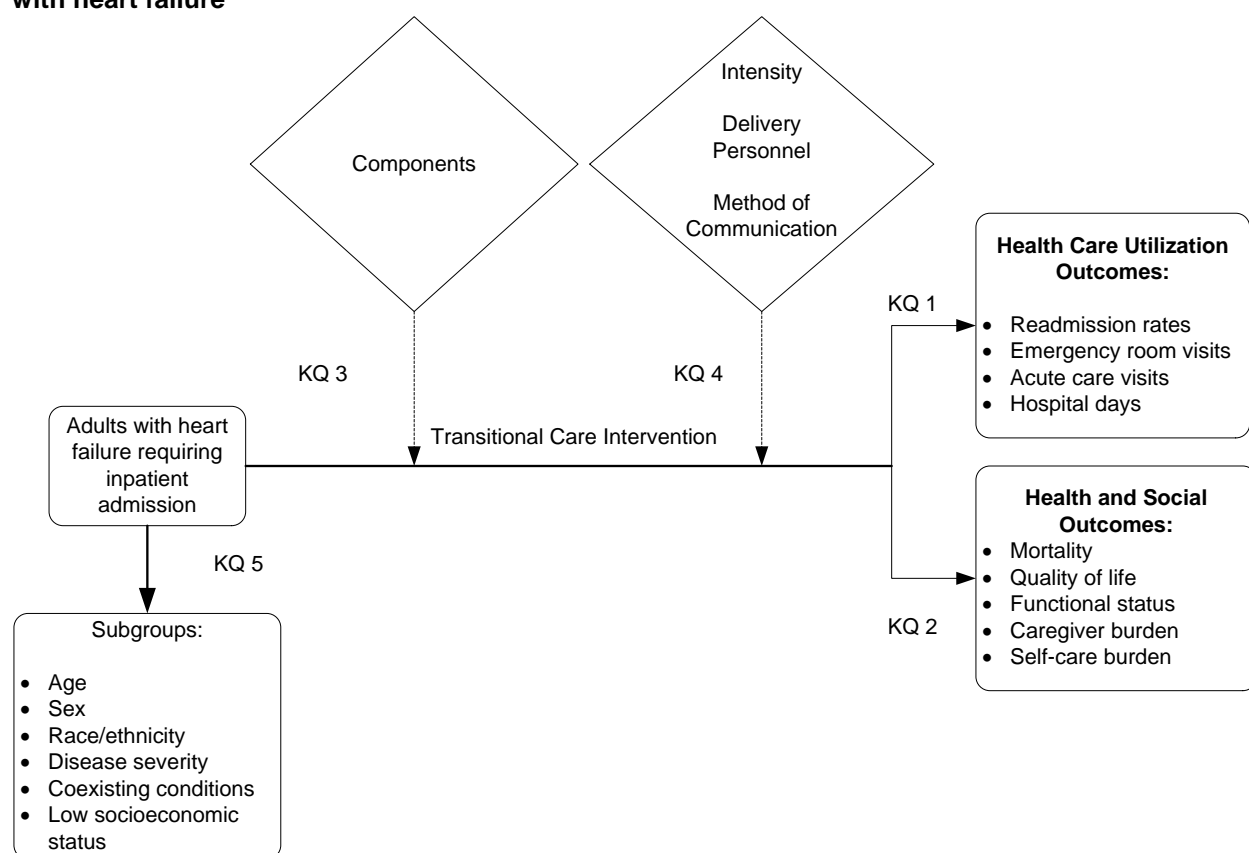 with heart failure
Intensity
Delivery
Personnel
Method of
Communication
Components
Health Care Utilization
Outcomes:
• Readmission rates
• Emergency room visits
• Acute care visits
• Hospital days
KQ 1
KQ 3
KQ 4
Adults with heart
failure requiring
inpatient
admission
Transitional Care Intervention
Health and Social
Outcomes:
• Mortality
• Quality of life
• Functional status
• Caregiver burden
• Self-care burden
KQ 2
KQ 5
Subgroups:
• Age
• Sex
• Race/ethnicity
• Disease severity
• Coexisting conditions
• Low socioeconomic
status